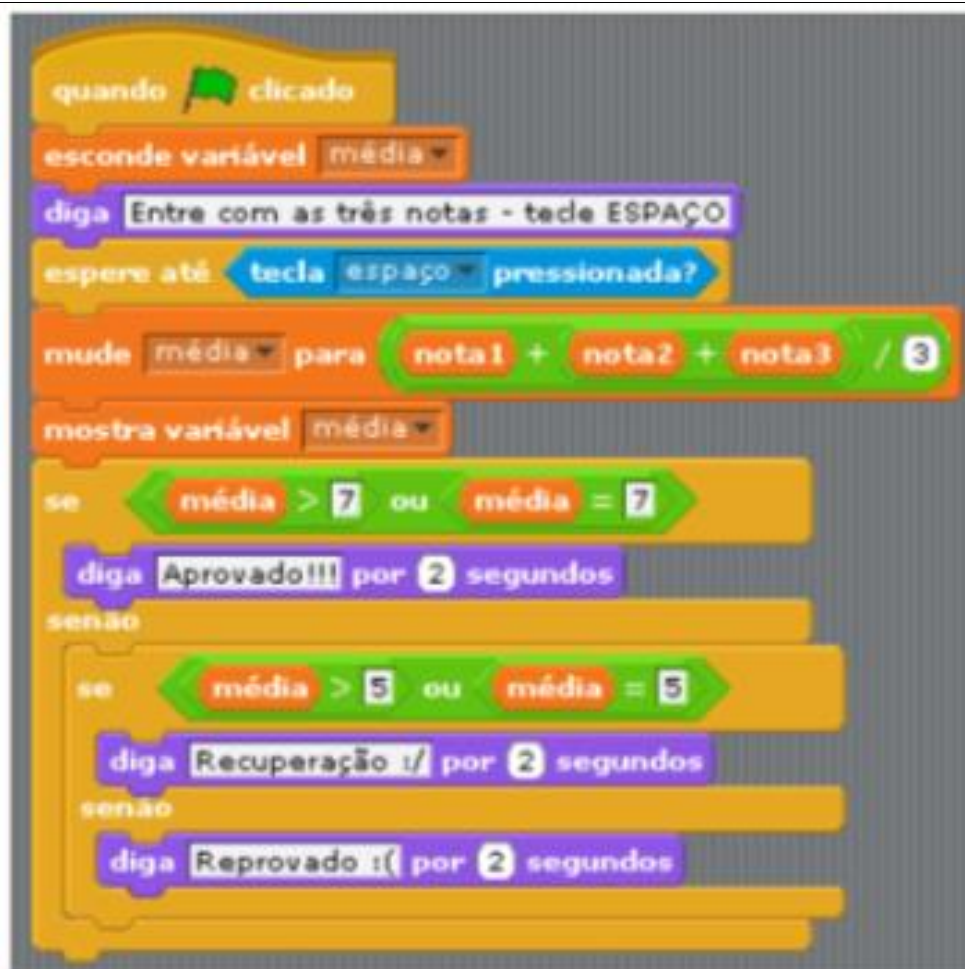 quando clicado
esconde variável média
diga Entre com as três notas - tecle ESPAÇO
espere até tecla espaço pressionada?
mude média para nota1 + nota2 + nota3 / 3
mostra variável média
se média > 7 ou média = 7
diga Aprovado!!! por 2 segundos
senão
se média > 5 ou média = 5
diga Recuperação :/ por 2 segundos
senão
diga Reprovado :( por 2 segundos